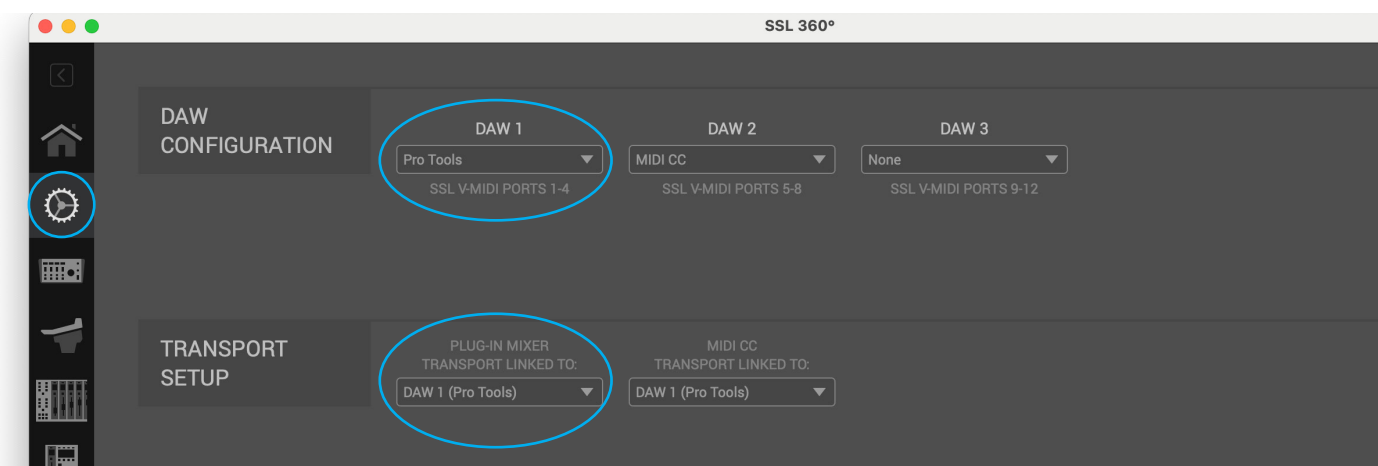 SSL 360°
DAW
CONFIGURATION
DAW 1
DAW 2
DAW 3
Pro Tools
MIDI CC
None
SSL V-MIDI PORTS 1-4
SSL V-MIDI PORTS 5-8
SSL V-MIDI PORTS 9-12
TRANSPORT
SETUP
PLUG-IN MIXER
TRANSPORT LINKED TO:
DAW 1 (Pro Tools)
MIDI CC
TRANSPORT LINKED TO:
DAW 1 (Pro Tools)